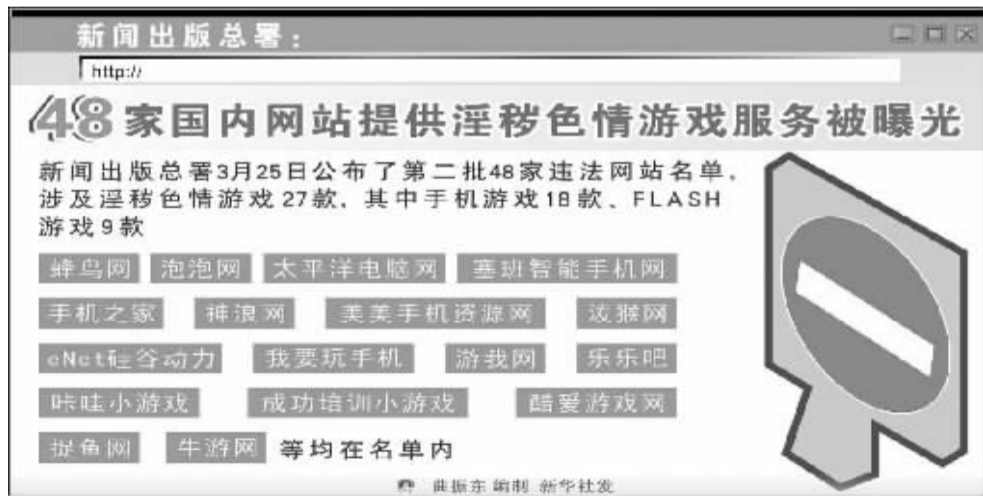 新闻出版总署：
http://
48家国内网站提供淫秽色情游戏服务被曝光
新闻出版总署3月25日公布了第二批48家违法网站名单，
涉及淫秽色情游戏27款，其中手机游戏18款、FLASH
游戏9款
蜂鸟网 泡泡网 太平洋电脑网 塞班智能手机网
手机之家 神浪网 美美手机资源网 泼猴网
eNet硅谷动力 我要玩手机 游戏网 乐乐吧
咔哇小游戏 成功培训小游戏 酷爱游戏网
捉鱼网 牛游网 等均在名单内
曲振东 编制 新华社发